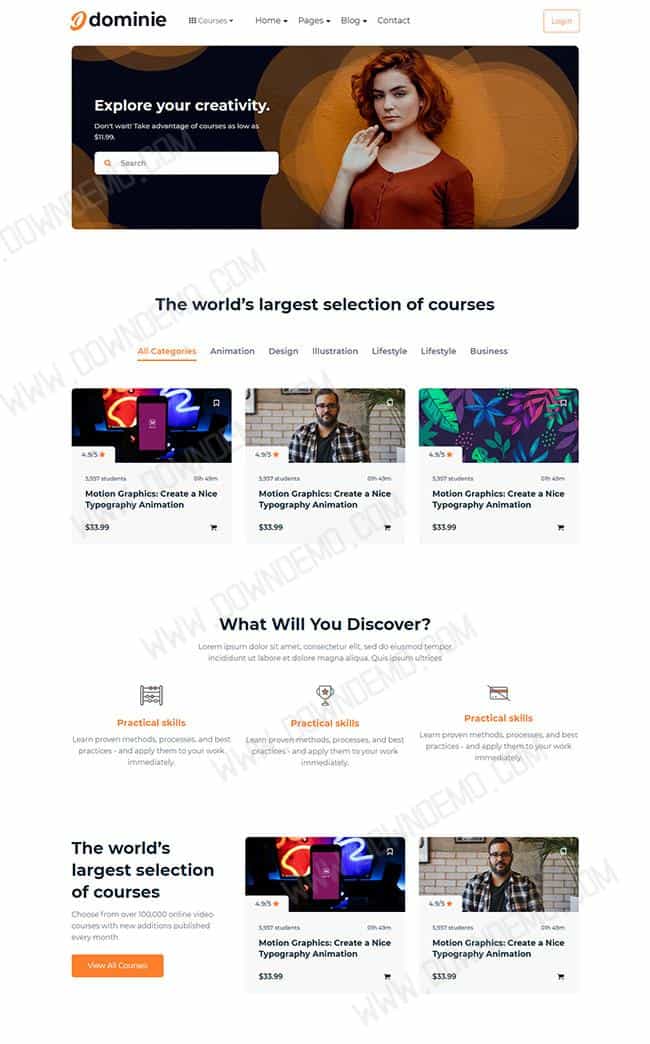 dominie
Courses
Home
Pages
Blog
Contact
Login
Explore your creativity.
Don't wait! Take advantage of courses as low as
$11.99.
Search
The world's largest selection of courses
All Categories
Animation
Design
Illustration
Lifestyle
Lifestyle
Business
4.9/5
3,957 students
01h 49m
Motion Graphics: Create a Nice
Typography Animation
$33.99
4.9/5
3,957 students
01h 49m
Motion Graphics: Create a Nice
Typography Animation
$33.99
4.9/5
3,957 students
01h 49m
Motion Graphics: Create a Nice
Typography Animation
$33.99
What Will You Discover?
Lorem ipsum dolor sit amet, consectetur elit, sed do eiusmod tempor
incididunt ut labore et dolore magna aliqua. Quis ipsum ultrices
Practical skills
Learn proven methods, processes, and best
practices - and apply them to your work
immediately.
Practical skills
Learn proven methods, processes, and best
practices - and apply them to your work
immediately.
Practical skills
Learn proven methods, processes, and best
practices - and apply them to your work
immediately.
The world's
largest selection
of courses
Choose from over 100,000 online video
courses with new additions published
every month
View All Courses
4.9/5
3,957 students
01h 49m
Motion Graphics: Create a Nice
Typography Animation
$33.99
4.9/5
3,957 students
01h 49m
Motion Graphics: Create a Nice
Typography Animation
$33.99
WWW.DOWNDEMO.COM